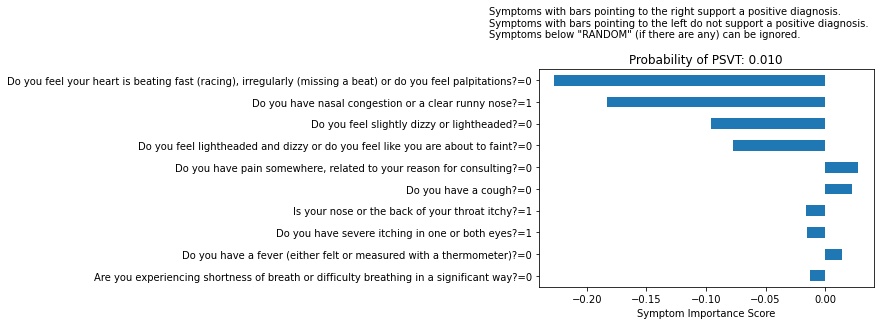 Symptoms with bars pointing to the right support a positive diagnosis.
Symptoms with bars pointing to the left do not support a positive diagnosis.
Symptoms below "RANDOM" (if there are any) can be ignored.
Probability of PSVT: 0.010
Do you feel your heart is beating fast (racing), irregularly (missing a beat) or do you feel palpitations?=0
Do you have nasal congestion or a clear runny nose?=1
Do you feel slightly dizzy or lightheaded?=0
Do you feel lightheaded and dizzy or do you feel like you are about to faint?=0
Do you have pain somewhere, related to your reason for consulting?=0
Do you have a cough?=0
Is your nose or the back of your throat itchy?=1
Do you have severe itching in one or both eyes?=1
Do you have a fever (either felt or measured with a thermometer)?=0
Are you experiencing shortness of breath or difficulty breathing in a significant way?=0
−0.20 −0.15 −0.10 −0.05 0.00
Symptom Importance Score